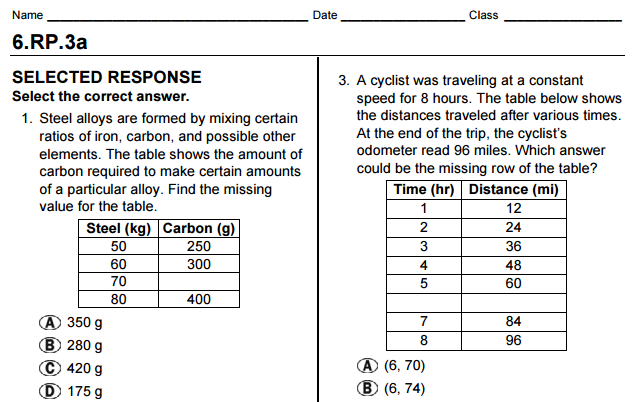 Name Date Class
6.RP.3a
SELECTED RESPONSE
Select the correct answer.
1. Steel alloys are formed by mixing certain
ratios of iron, carbon, and possible other
elements. The table shows the amount of
carbon required to make certain amounts
of a particular alloy. Find the missing
value for the table.
Steel (kg) Carbon (g)
50 250
60 300
70
80 400
A 350 g
B 280 g
C 420 g
D 175 g
3. A cyclist was traveling at a constant
speed for 8 hours. The table below shows
the distances traveled after various times.
At the end of the trip, the cyclist's
odometer read 96 miles. Which answer
could be the missing row of the table?
Time (hr) Distance (mi)
1 12
2 24
3 36
4 48
5 60
7 84
8 96
A (6, 70)
B (6, 74)